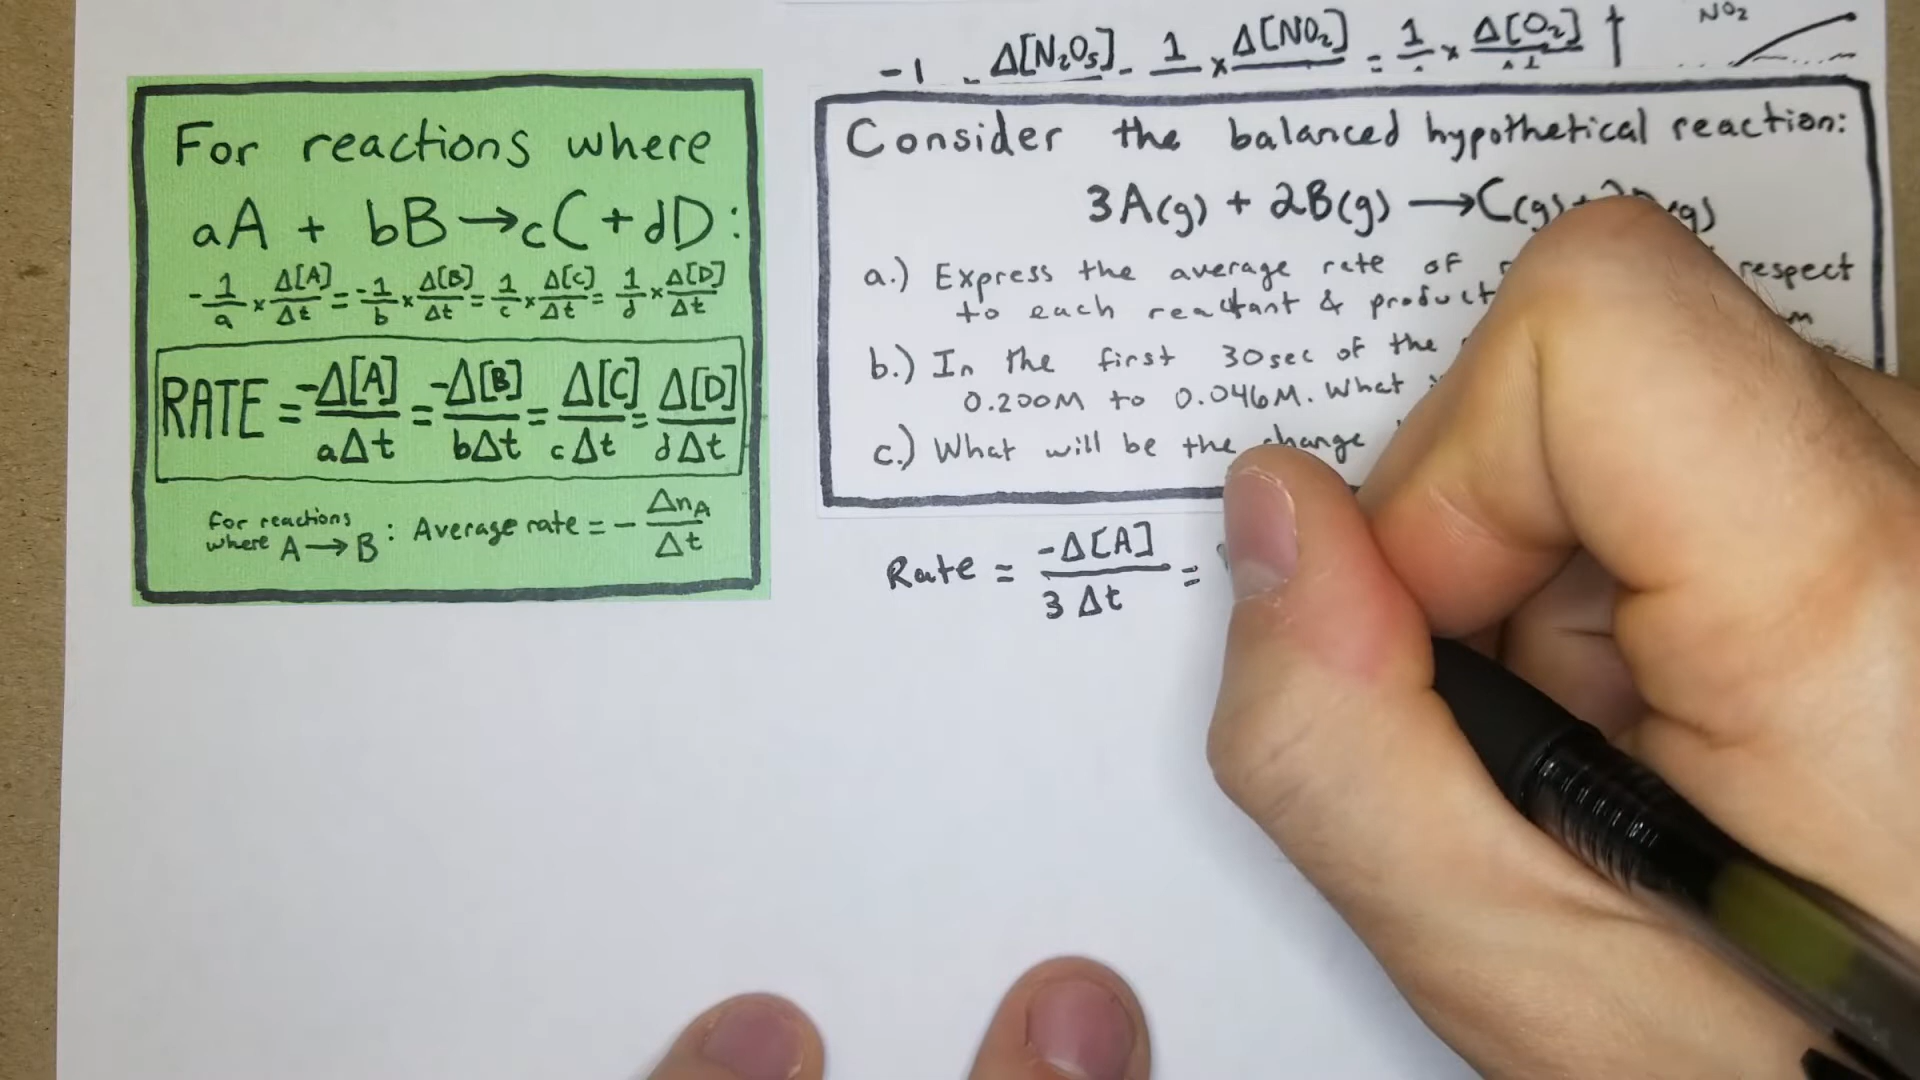 -1 Δ[N₂O₅] 1 × Δ[NO₂] = 1 × Δ[O₂]
NO₂
For reactions where
aA + bB → cC + dD:
-1/a × Δ[A]/Δt = -1/b × Δ[B]/Δt = 1/c × Δ[C]/Δt = 1/d × Δ[D]/Δt
RATE = -Δ[A]/aΔt = -Δ[B]/bΔt = Δ[C]/cΔt = Δ[D]/dΔt
For reactions where A → B : Average rate = - Δn_A/Δt
Consider the balanced hypothetical reaction:
3A(g) + 2B(g) → C(g) + (g)
a.) Express the average rate of respect
to each reactant & product
b.) In the first 30sec of the
0.200M to 0.046M. What
c.) What will be the change
Rate = -Δ[A]/3 Δt =